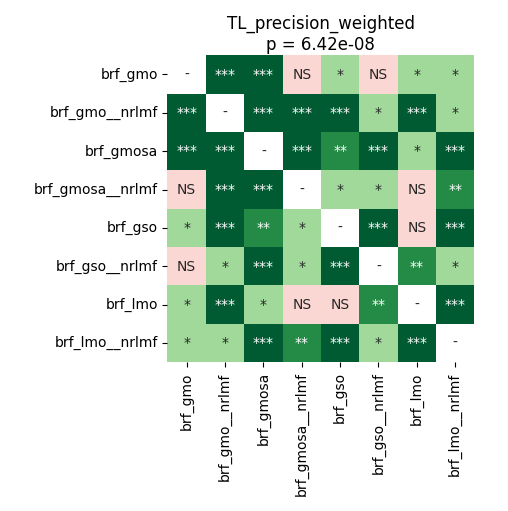 TL_precision_weighted
p = 6.42e-08
brf_gmo - *** *** NS * NS * *
brf_gmo__nrlmf *** - *** *** *** * *** *
brf_gmosa *** *** - *** ** *** * ***
brf_gmosa__nrlmf NS *** *** - * * NS **
brf_gso * *** ** * - *** NS ***
brf_gso__nrlmf NS * *** * *** - ** *
brf_lmo * *** * NS NS ** - ***
brf_lmo__nrlmf * * *** ** *** * *** -
brf_gmo
brf_gmo__nrlmf
brf_gmosa
brf_gmosa__nrlmf
brf_gso
brf_gso__nrlmf
brf_lmo
brf_lmo__nrlmf